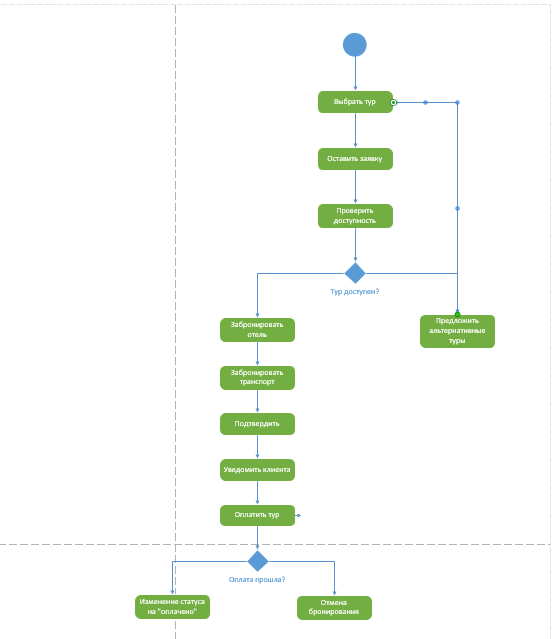 Выбрать тур
Оставить заявку
Проверить
доступность
Тур доступен?
Забронировать
отель
Предложить
альтернативные
туры
Забронировать
транспорт
Подтвердить
Уведомить клиента
Оплатить тур
Оплата прошла?
Изменение статуса
на "оплачено"
Отмена
бронирования